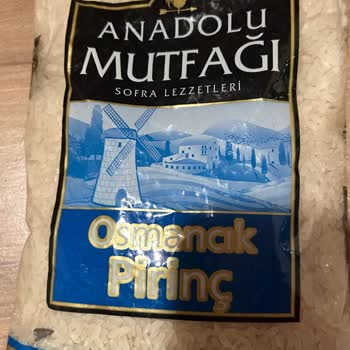 ANADOLU
MUTFAĞI
SOFRA LEZZETLERİ
Osmancık
Pirinç